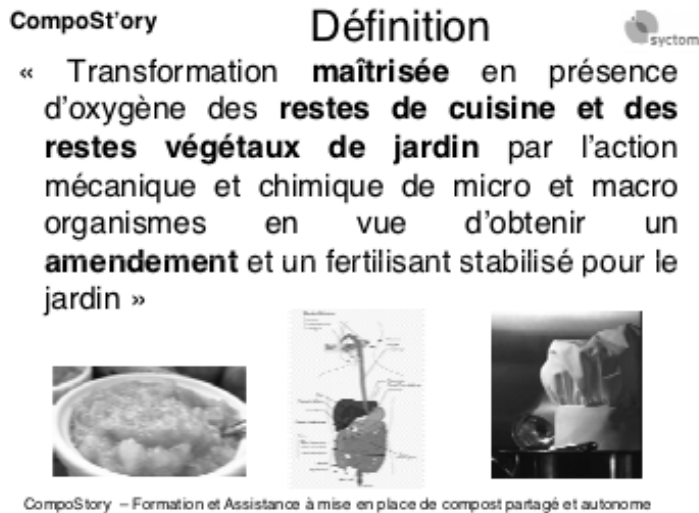 CompoSt'ory
Définition
syctom
« Transformation maîtrisée en présence
d'oxygène des restes de cuisine et des
restes végétaux de jardin par l'action
mécanique et chimique de micro et macro
organismes en vue d'obtenir un
amendement et un fertilisant stabilisé pour le
jardin »
CompoStory – Formation et Assistance à mise en place de compost partagé et autonome